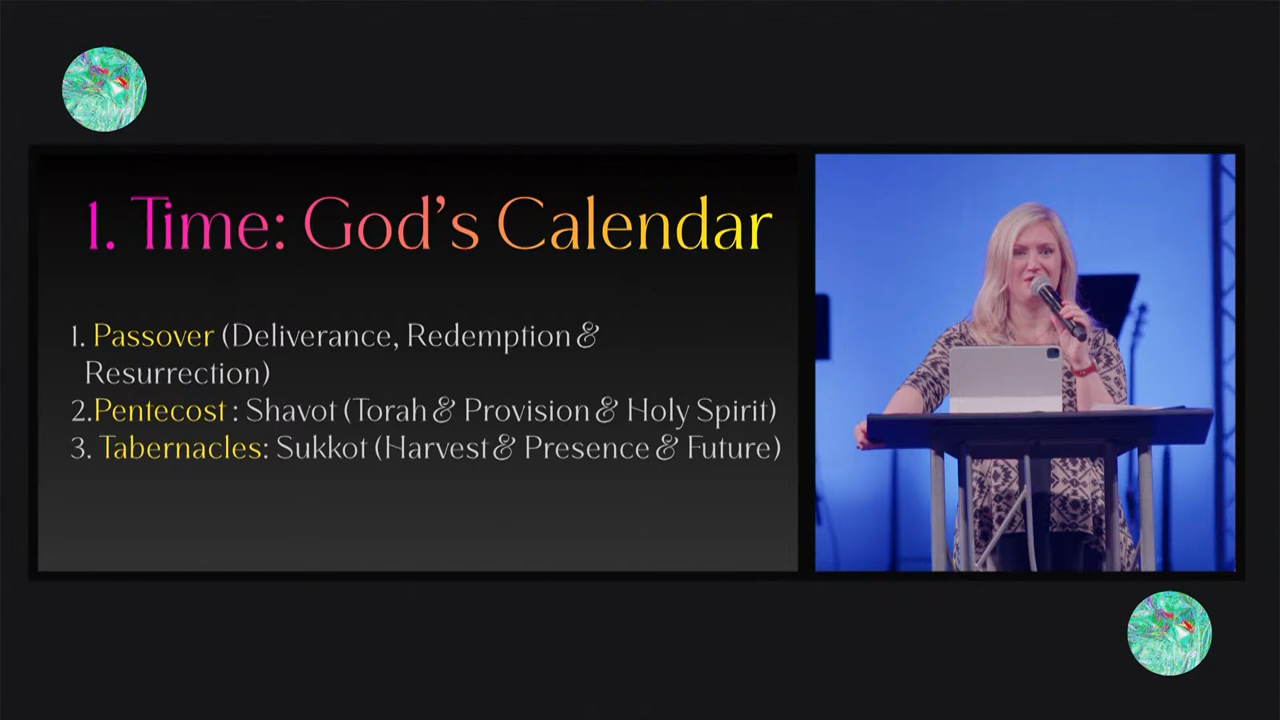 1. Time: God's Calendar
1. Passover (Deliverance, Redemption &
Resurrection)
2.Pentecost : Shavot (Torah & Provision & Holy Spirit)
3. Tabernacles: Sukkot (Harvest & Presence & Future)